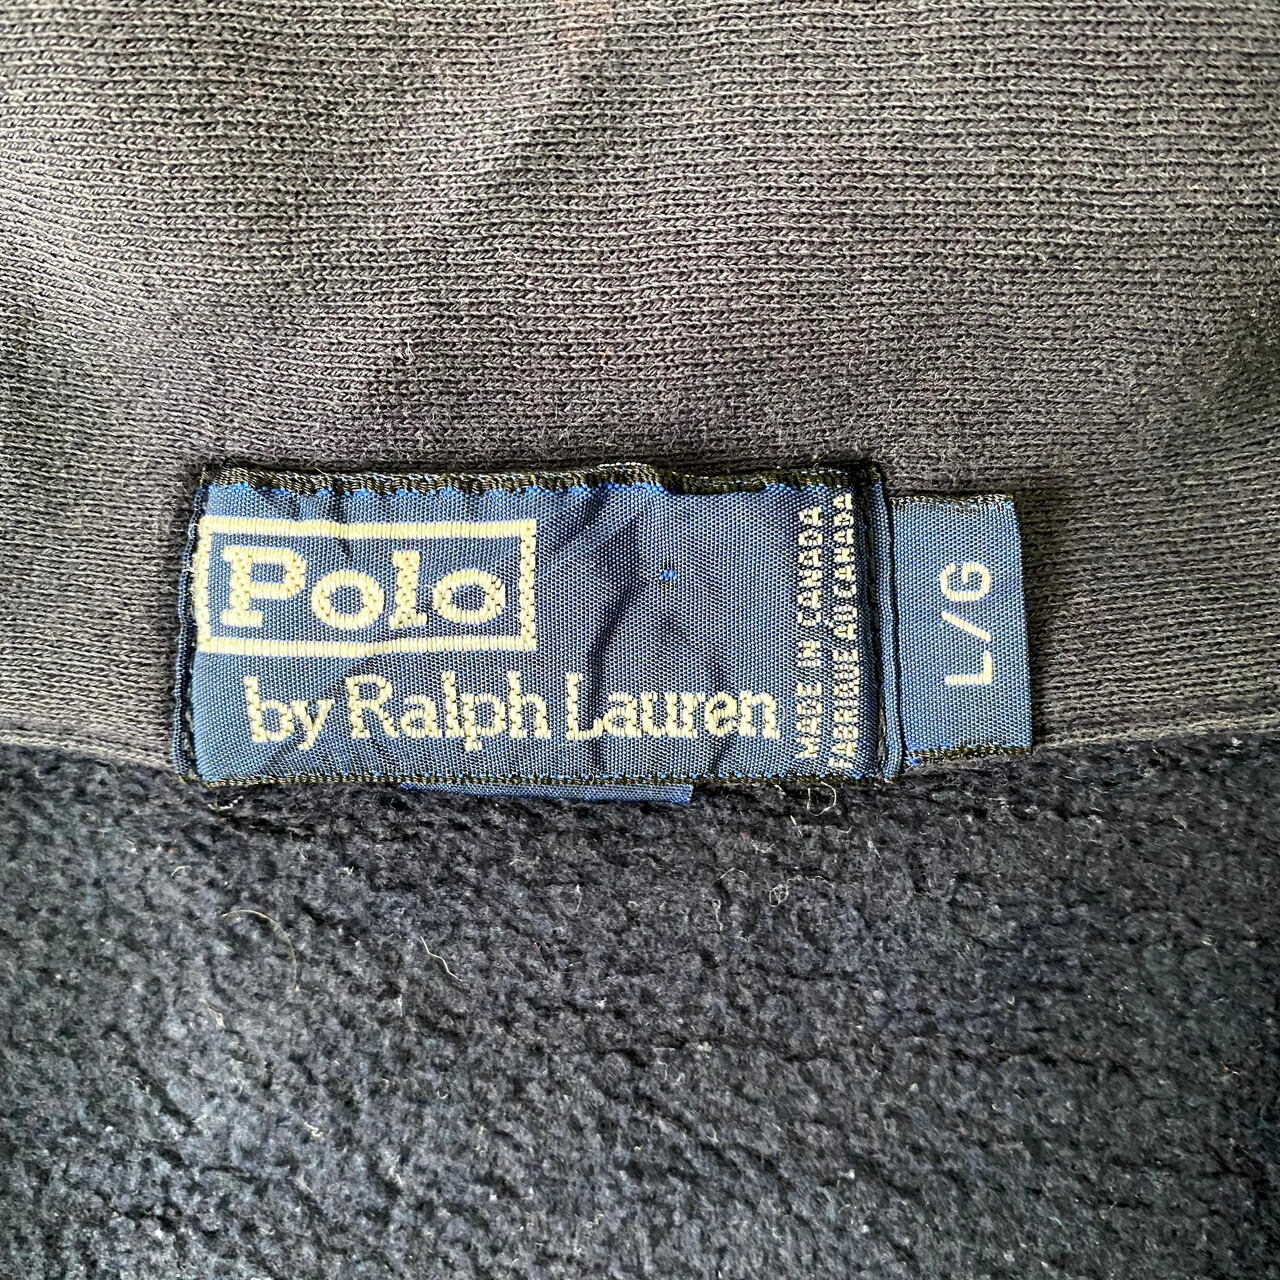 Polo
by Ralph Lauren
MADE IN CANADA
FABRIQUE AU CANADA
L/G